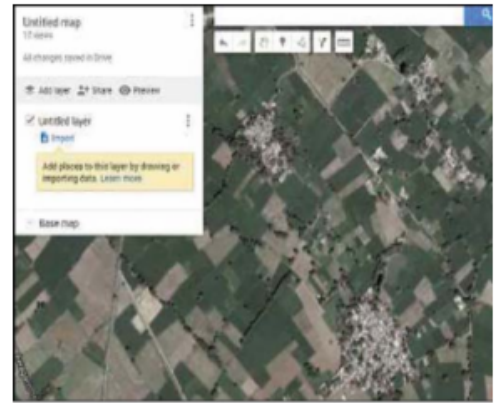 Untitled map
17 views
All changes saved in Drive
Add layer Share Preview
Untitled layer
Import
Add places to this layer by drawing or
importing data. Learn more
Base map